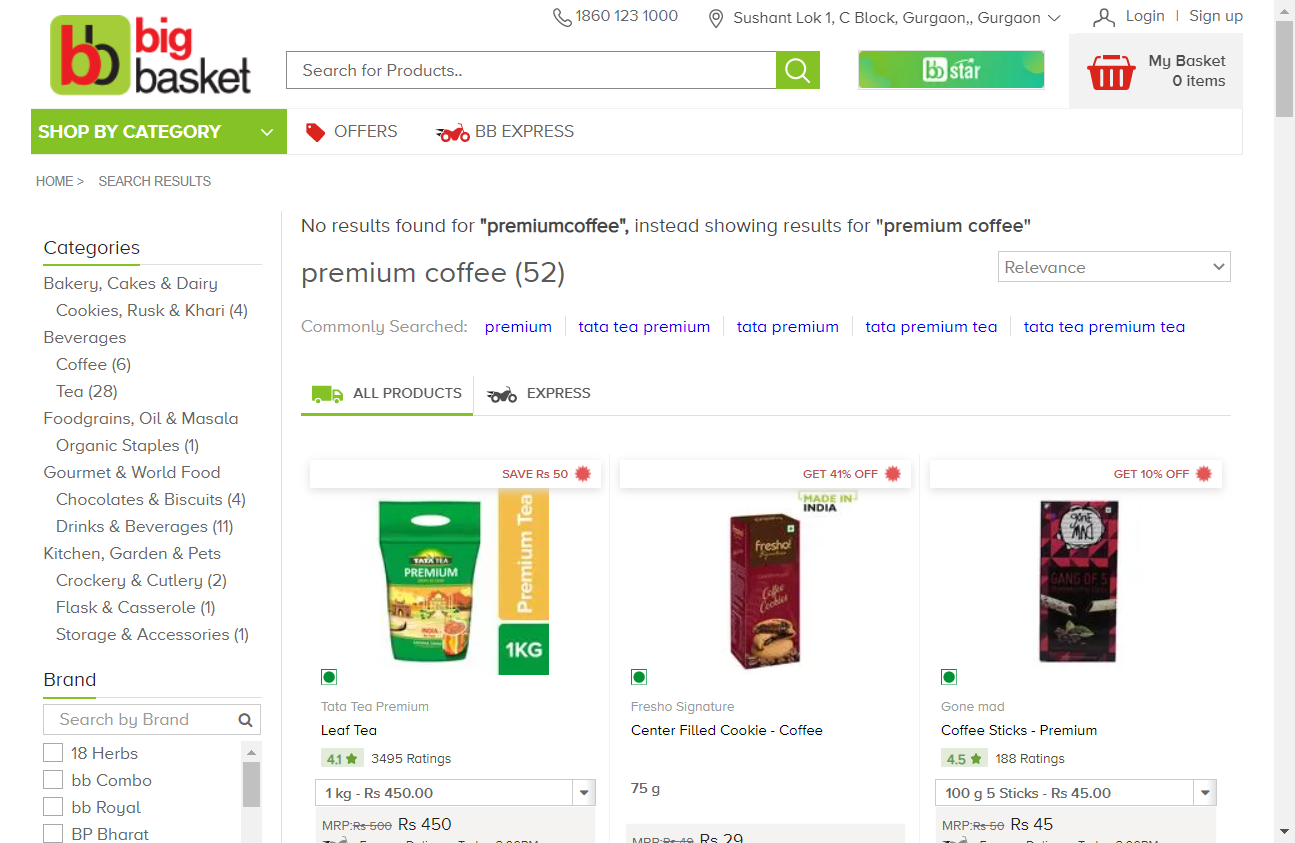 1860 123 1000
Sushant Lok 1, C Block, Gurgaon,, Gurgaon
Login | Sign up
bb big basket
Search for Products..
bb star
My Basket
0 items
SHOP BY CATEGORY
OFFERS
BB EXPRESS
HOME > SEARCH RESULTS
No results found for "premiumcoffee", instead showing results for "premium coffee"
premium coffee (52)
Relevance
Commonly Searched: premium tata tea premium tata premium tata premium tea tata tea premium tea
ALL PRODUCTS
EXPRESS
Categories
Bakery, Cakes & Dairy
Cookies, Rusk & Khari (4)
Beverages
Coffee (6)
Tea (28)
Foodgrains, Oil & Masala
Organic Staples (1)
Gourmet & World Food
Chocolates & Biscuits (4)
Drinks & Beverages (11)
Kitchen, Garden & Pets
Crockery & Cutlery (2)
Flask & Casserole (1)
Storage & Accessories (1)
Brand
Search by Brand
18 Herbs
bb Combo
bb Royal
BP Bharat
SAVE Rs 50
TATA TEA
PREMIUM
INDIA
Premium Tea
1KG
Tata Tea Premium
Leaf Tea
4.1 3495 Ratings
1 kg - Rs 450.00
MRP:Rs 500 Rs 450
GET 41% OFF
MADE IN
INDIA
fresho!
Signature
Coffee
Cookies
Fresho Signature
Center Filled Cookie - Coffee
75 g
MRP:Rs 49 Rs 29
GET 10% OFF
gone
MAD
GANG OF 5
Gone mad
Coffee Sticks - Premium
4.5 188 Ratings
100 g 5 Sticks - Rs 45.00
MRP:Rs 50 Rs 45